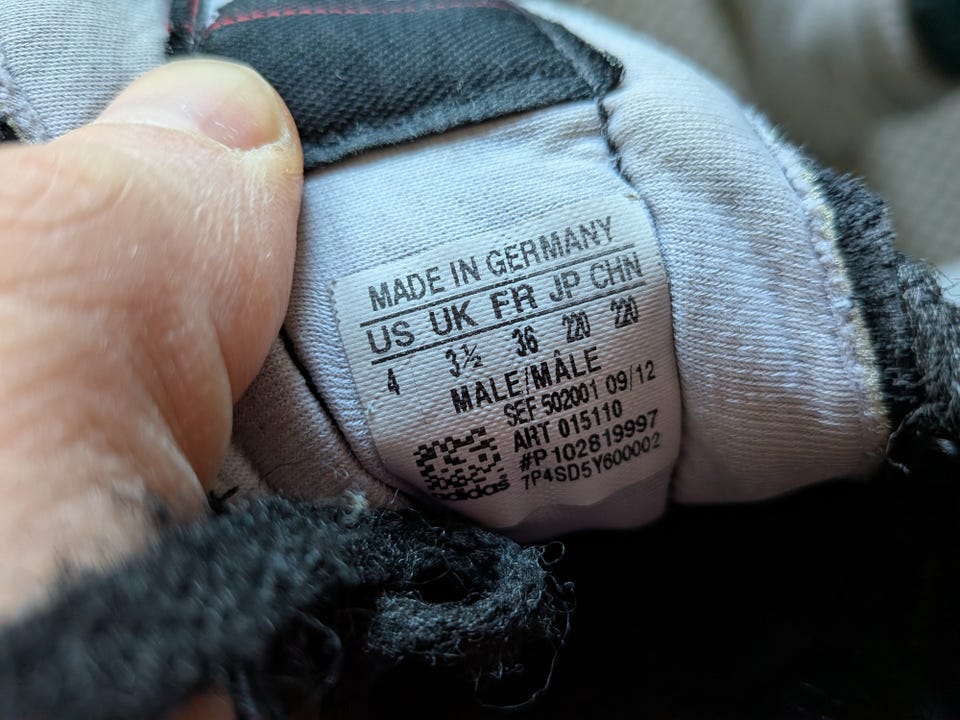 MADE IN GERMANY
US UK FR JP CHN
4 3½ 36 220 220
MALE/MÂLE
SEF 502001 09/12
ART 015110
#P 102819997
7P4SD5Y600002
adidas